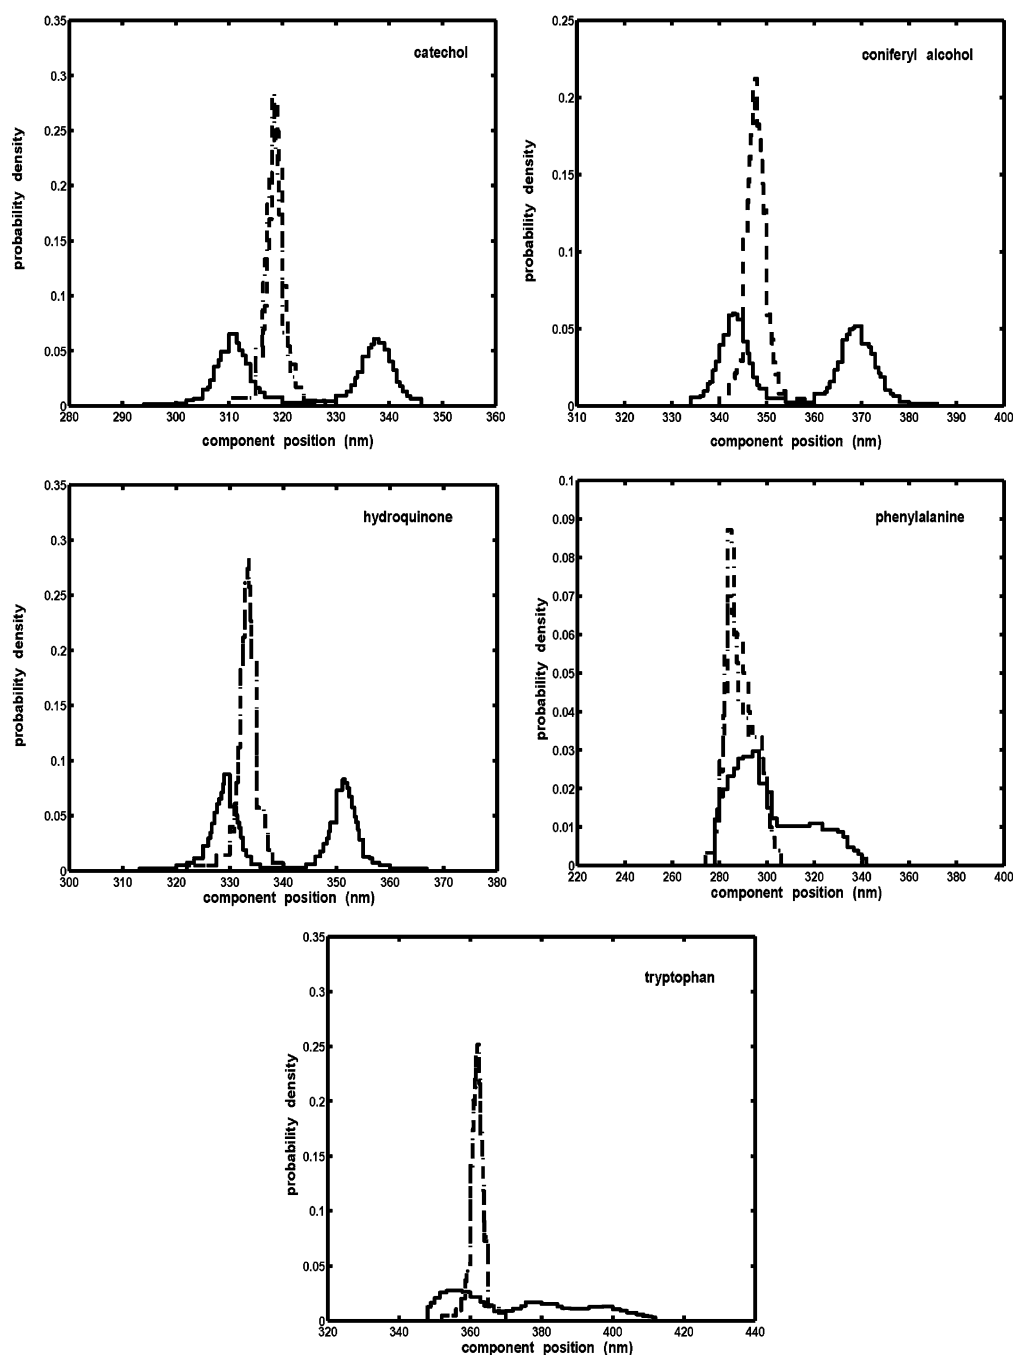 catechol
0.35
0.3
0.25
0.2
0.15
0.1
0.05
0
probability density
280 290 300 310 320 330 340 350 360
component position (nm)
coniferyl alcohol
0.25
0.2
0.15
0.1
0.05
0
probability density
310 320 330 340 350 360 370 380 390 400
component position (nm)
hydroquinone
0.35
0.3
0.25
0.2
0.15
0.1
0.05
0
probability density
300 310 320 330 340 350 360 370 380
component position (nm)
phenylalanine
0.1
0.09
0.08
0.07
0.06
0.05
0.04
0.03
0.02
0.01
0
probability density
220 240 260 280 300 320 340 360 380 400
component position (nm)
tryptophan
0.35
0.3
0.25
0.2
0.15
0.1
0.05
0
probability density
320 340 360 380 400 420 440
component position (nm)